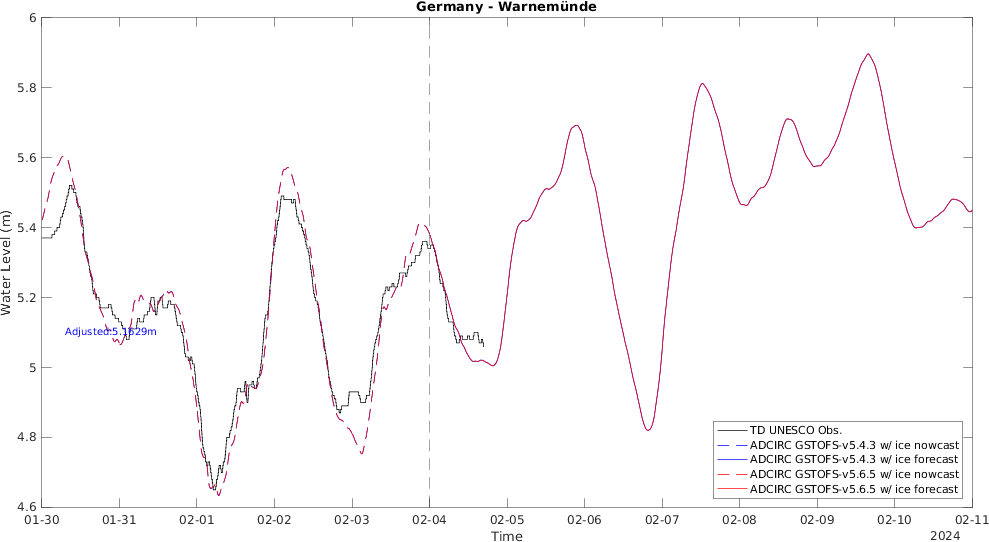 Germany - Warnemünde
6
5.8
5.6
5.4
5.2
5
4.8
4.6
Water Level (m)
Adjusted:5.1629m
TD UNESCO Obs.
ADCIRC GSTOFS-v5.4.3 w/ ice nowcast
ADCIRC GSTOFS-v5.4.3 w/ ice forecast
ADCIRC GSTOFS-v5.6.5 w/ ice nowcast
ADCIRC GSTOFS-v5.6.5 w/ ice forecast
01-30 01-31 02-01 02-02 02-03 02-04 02-05 02-06 02-07 02-08 02-09 02-10 02-11
Time
2024